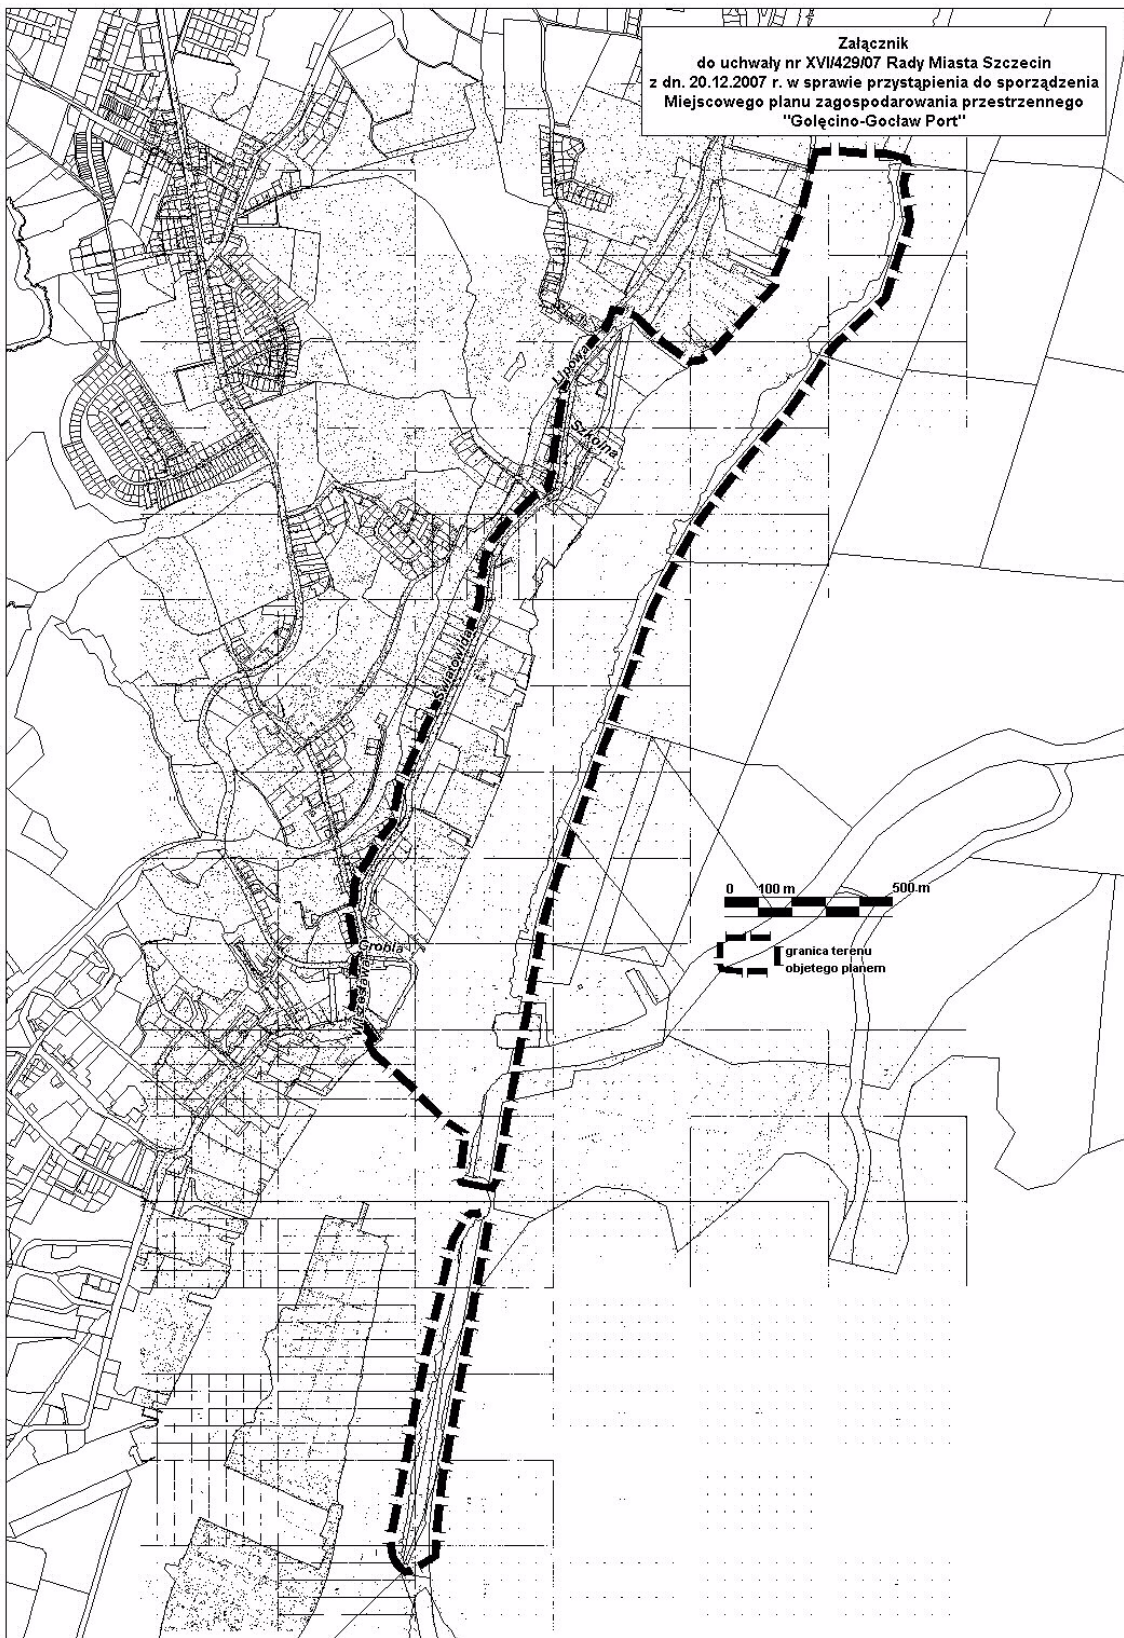 Załącznik
do uchwały nr XVI/429/07 Rady Miasta Szczecin
z dn. 20.12.2007 r. w sprawie przystąpienia do sporządzenia
Miejscowego planu zagospodarowania przestrzennego
"Golęcino-Gocław Port"
Lipowa
Szkolna
Światowida
0 100 m 500 m
Grobla
granica terenu
objętego planem
Wiszesława